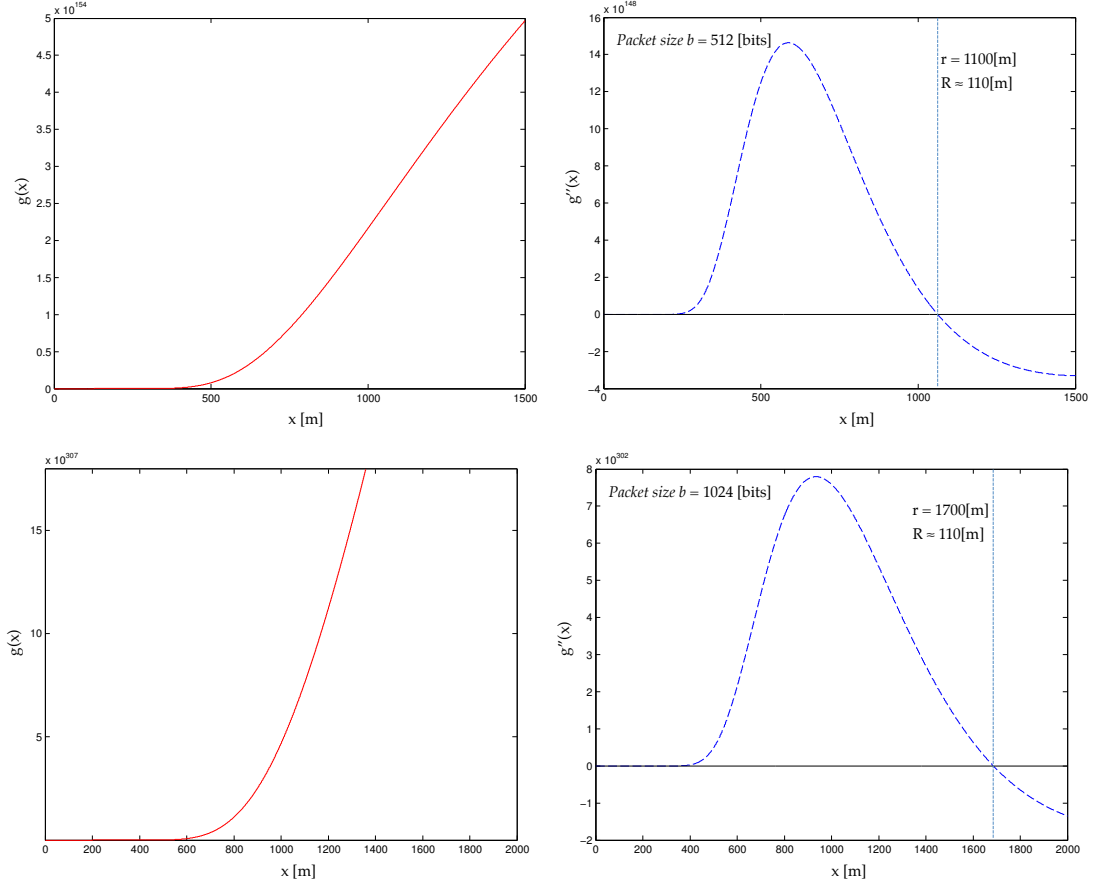 x 10^154
5
4.5
4
3.5
3
2.5
2
1.5
1
0.5
0
g(x)
0 500 1000 1500
x [m]
x 10^148
16
14
12
10
8
6
4
2
0
−2
−4
g′′(x)
Packet size b = 512 [bits]
r = 1100[m]
R ≈ 110[m]
0 500 1000 1500
x [m]
x 10^307
15
10
5
g(x)
0 200 400 600 800 1000 1200 1400 1600 1800 2000
x [m]
x 10^302
8
7
6
5
4
3
2
1
0
−1
−2
g′′(x)
Packet size b = 1024 [bits]
r = 1700[m]
R ≈ 110[m]
0 200 400 600 800 1000 1200 1400 1600 1800 2000
x [m]